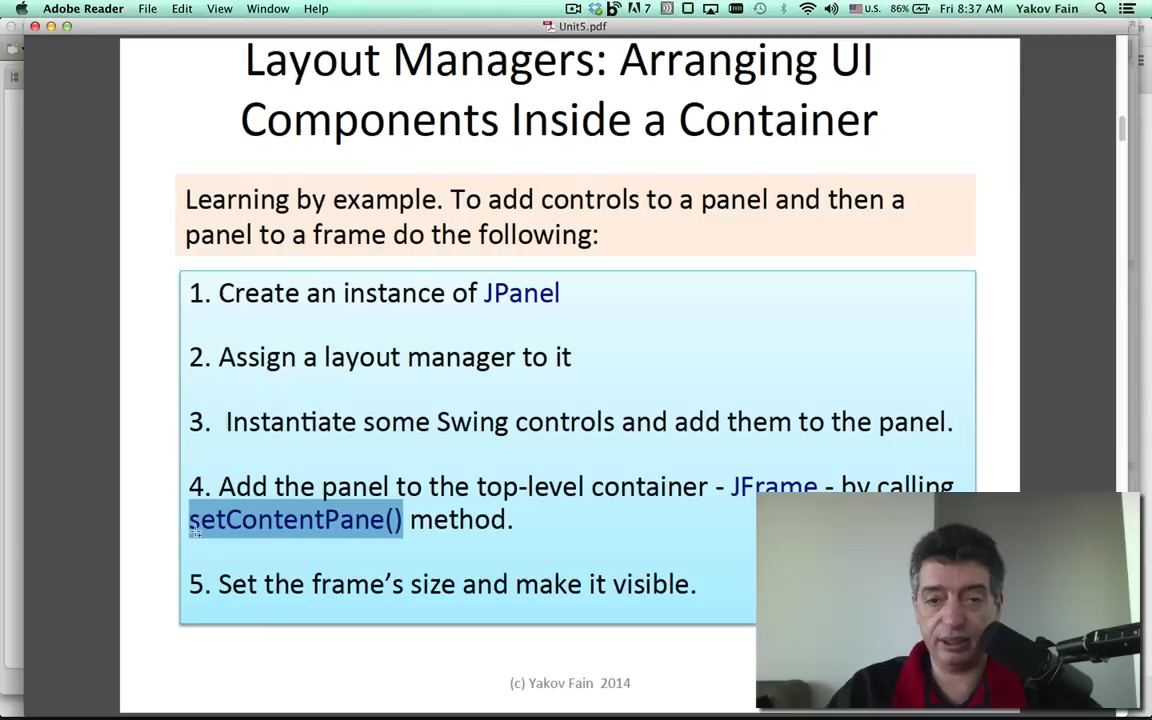 Adobe Reader File Edit View Window Help 7 U.S. 86% Fri 8:37 AM Yakov Fain
Unit5.pdf
Layout Managers: Arranging UI
Components Inside a Container
Learning by example. To add controls to a panel and then a
panel to a frame do the following:
1. Create an instance of JPanel
2. Assign a layout manager to it
3. Instantiate some Swing controls and add them to the panel.
4. Add the panel to the top-level container - JFrame - by calling
setContentPane() method.
5. Set the frame’s size and make it visible.
(c) Yakov Fain 2014